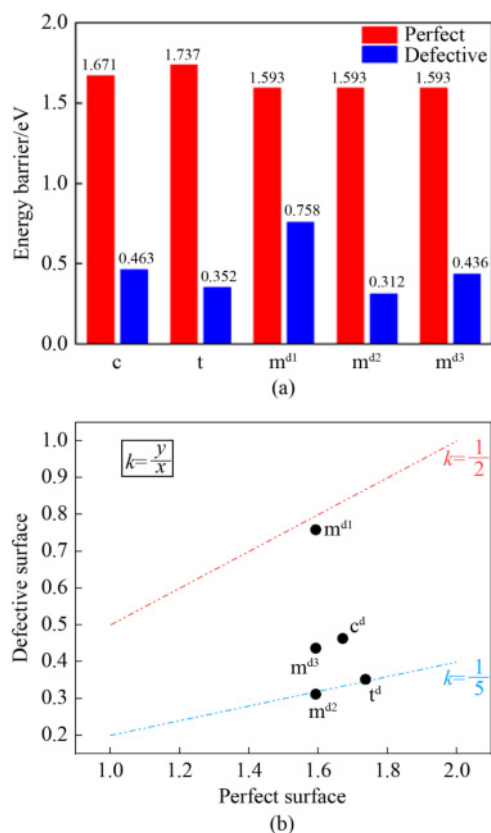 2.0
Perfect
Defective
1.737
1.671
1.593
1.593
1.593
1.5
Energy barrier/eV
1.0
0.758
0.463
0.436
0.5
0.352
0.312
0.0
c
t
m^d1
m^d2
m^d3
(a)
k=y/x
k=1/2
1.0
0.9
0.8
m^d1
0.7
Defective surface
0.6
0.5
c^d
0.4
m^d3
k=1/5
0.3
t^d
m^d2
0.2
1.0 1.2 1.4 1.6 1.8 2.0
Perfect surface
(b)